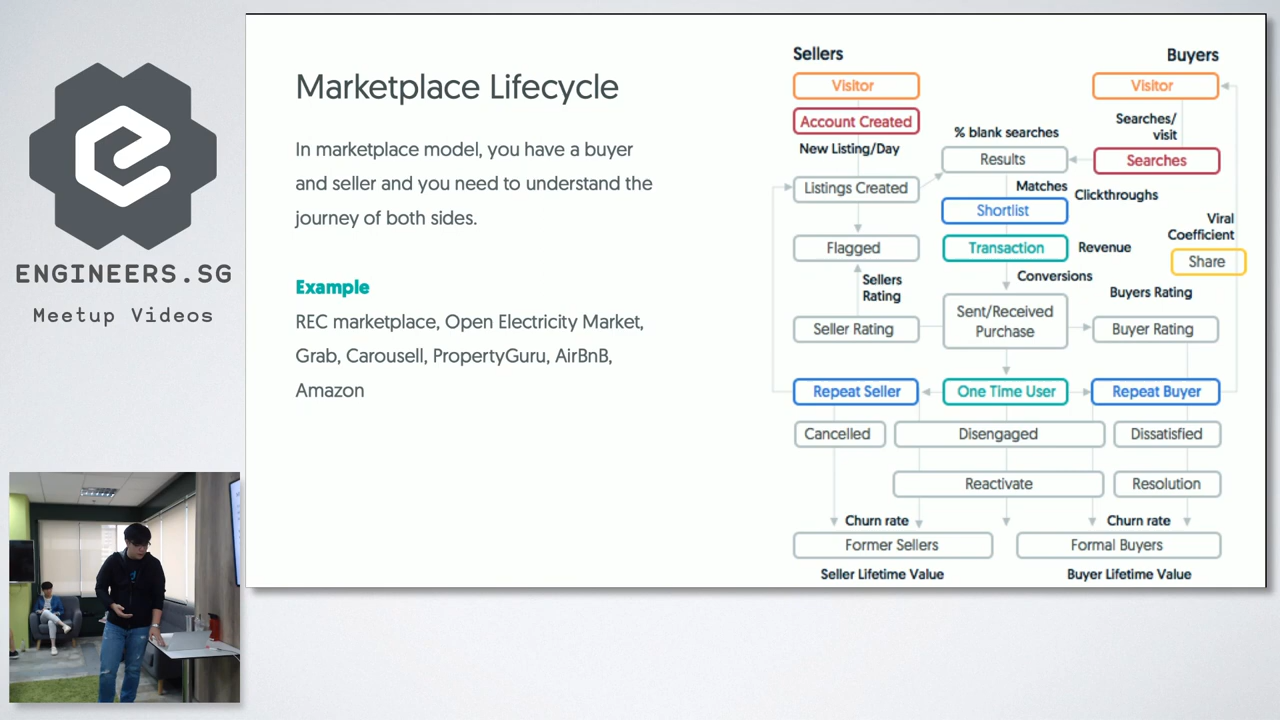 ENGINEERS.SG
Meetup Videos
Marketplace Lifecycle
In marketplace model, you have a buyer
and seller and you need to understand the
journey of both sides.
Example
REC marketplace, Open Electricity Market,
Grab, Carousell, PropertyGuru, AirBnB,
Amazon
Sellers
Buyers
Visitor
Visitor
Account Created
Searches/
visit
% blank searches
New Listing/Day
Results
Searches
Listings Created
Matches
Clickthroughs
Shortlist
Viral
Coefficient
Flagged
Transaction
Revenue
Share
Sellers
Rating
Conversions
Buyers Rating
Seller Rating
Sent/Received
Purchase
Buyer Rating
Repeat Seller
One Time User
Repeat Buyer
Cancelled
Disengaged
Dissatisfied
Reactivate
Resolution
Churn rate
Churn rate
Former Sellers
Formal Buyers
Seller Lifetime Value
Buyer Lifetime Value